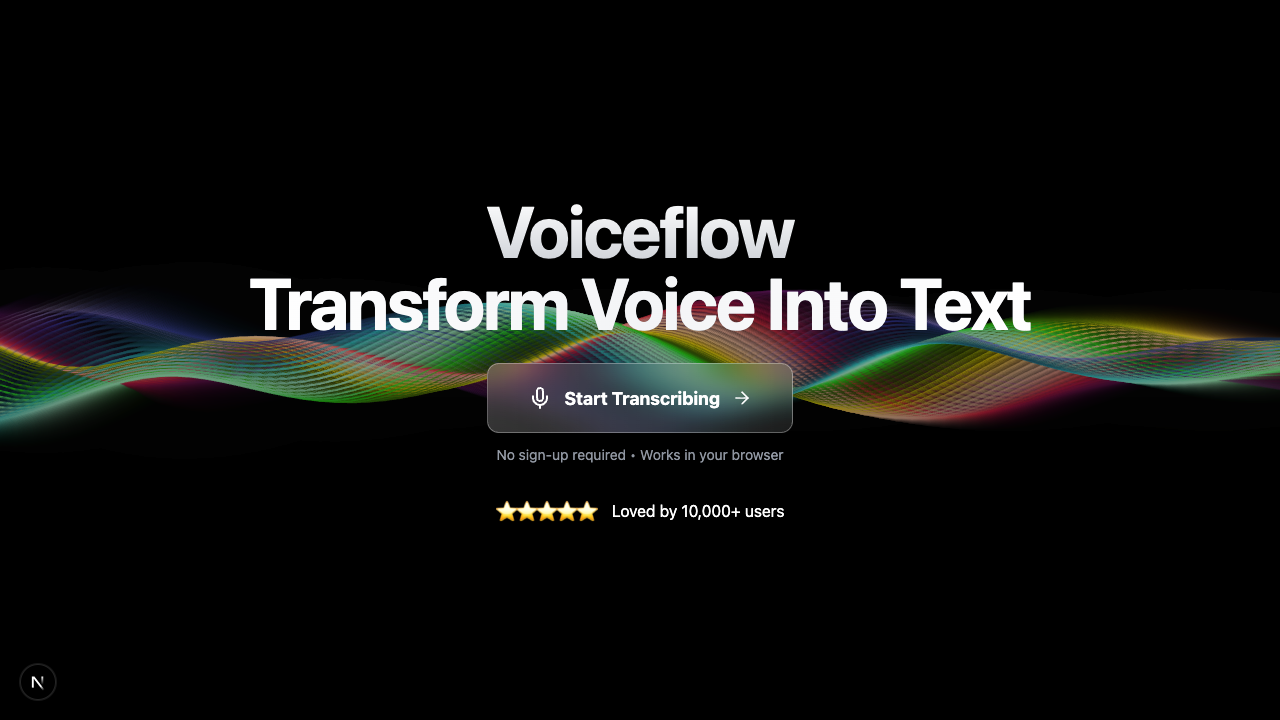 Voiceflow
Transform Voice Into Text
Start Transcribing →
No sign-up required • Works in your browser
⭐⭐⭐⭐⭐ Loved by 10,000+ users
N